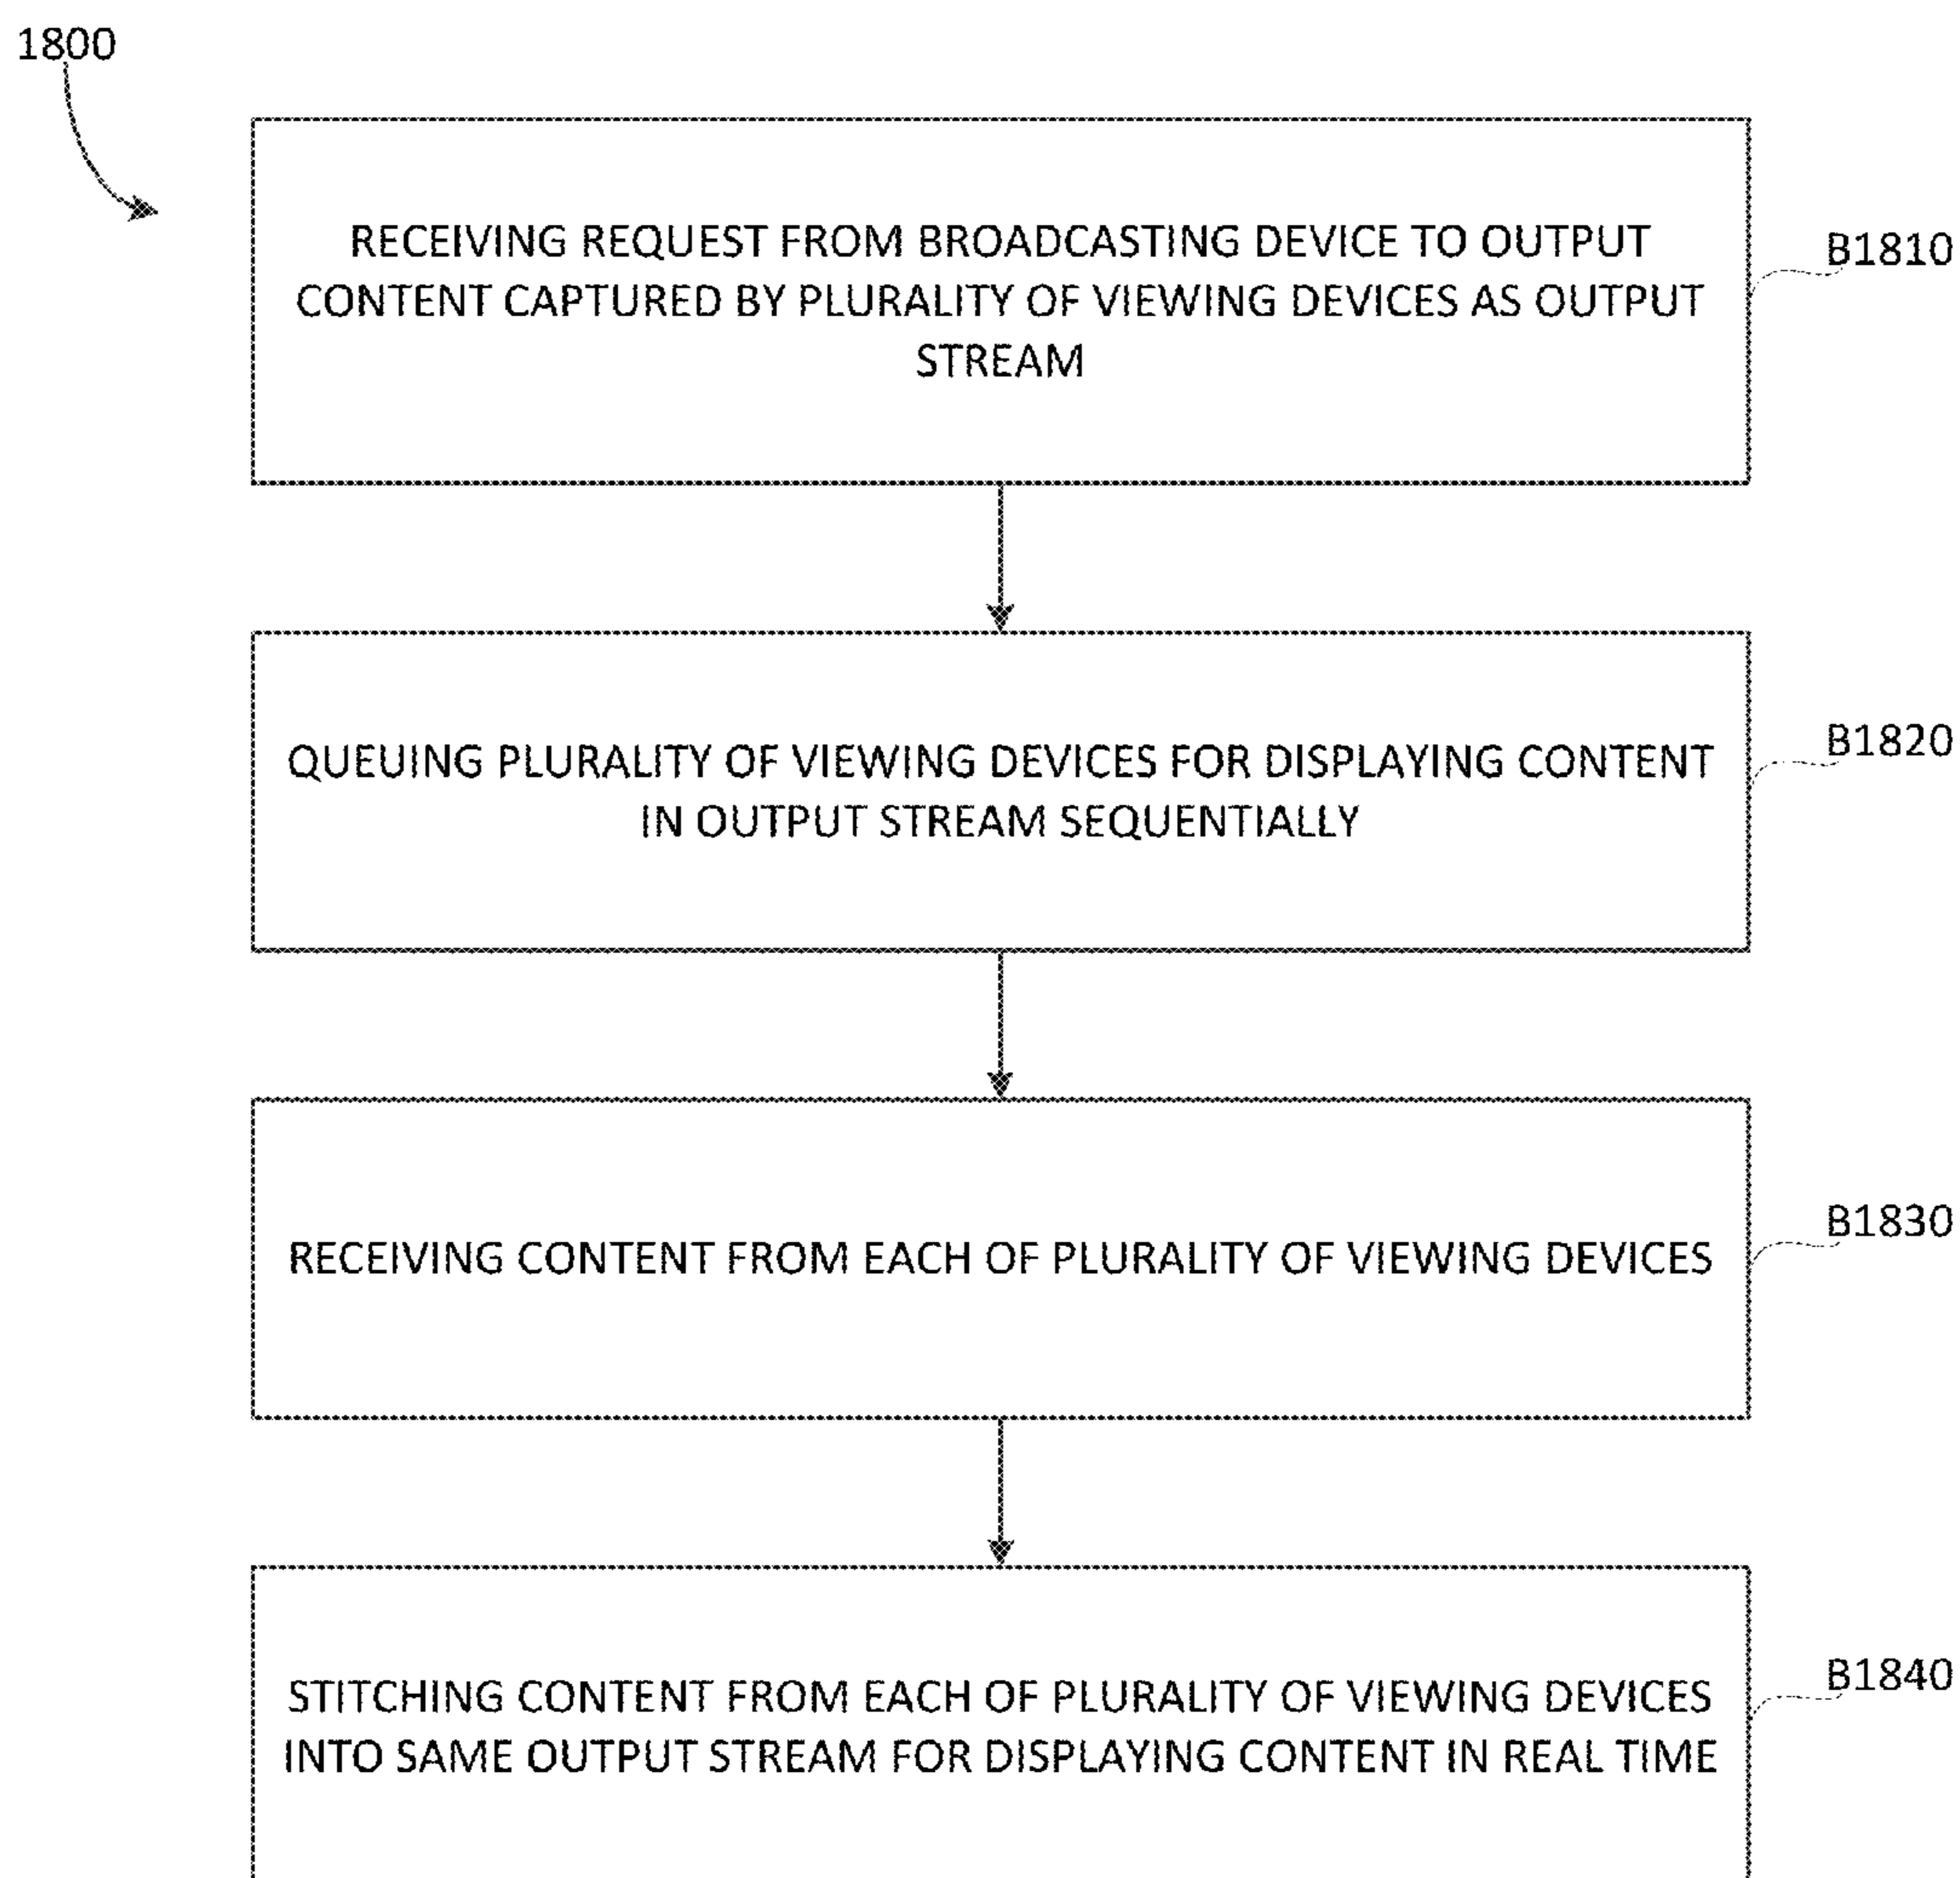 1800
RECEIVING REQUEST FROM BROADCASTING DEVICE TO OUTPUT
CONTENT CAPTURED BY PLURALITY OF VIEWING DEVICES AS OUTPUT
STREAM
B1810
QUEUING PLURALITY OF VIEWING DEVICES FOR DISPLAYING CONTENT
IN OUTPUT STREAM SEQUENTIALLY
B1820
RECEIVING CONTENT FROM EACH OF PLURALITY OF VIEWING DEVICES
B1830
STITCHING CONTENT FROM EACH OF PLURALITY OF VIEWING DEVICES
INTO SAME OUTPUT STREAM FOR DISPLAYING CONTENT IN REAL TIME
B1840